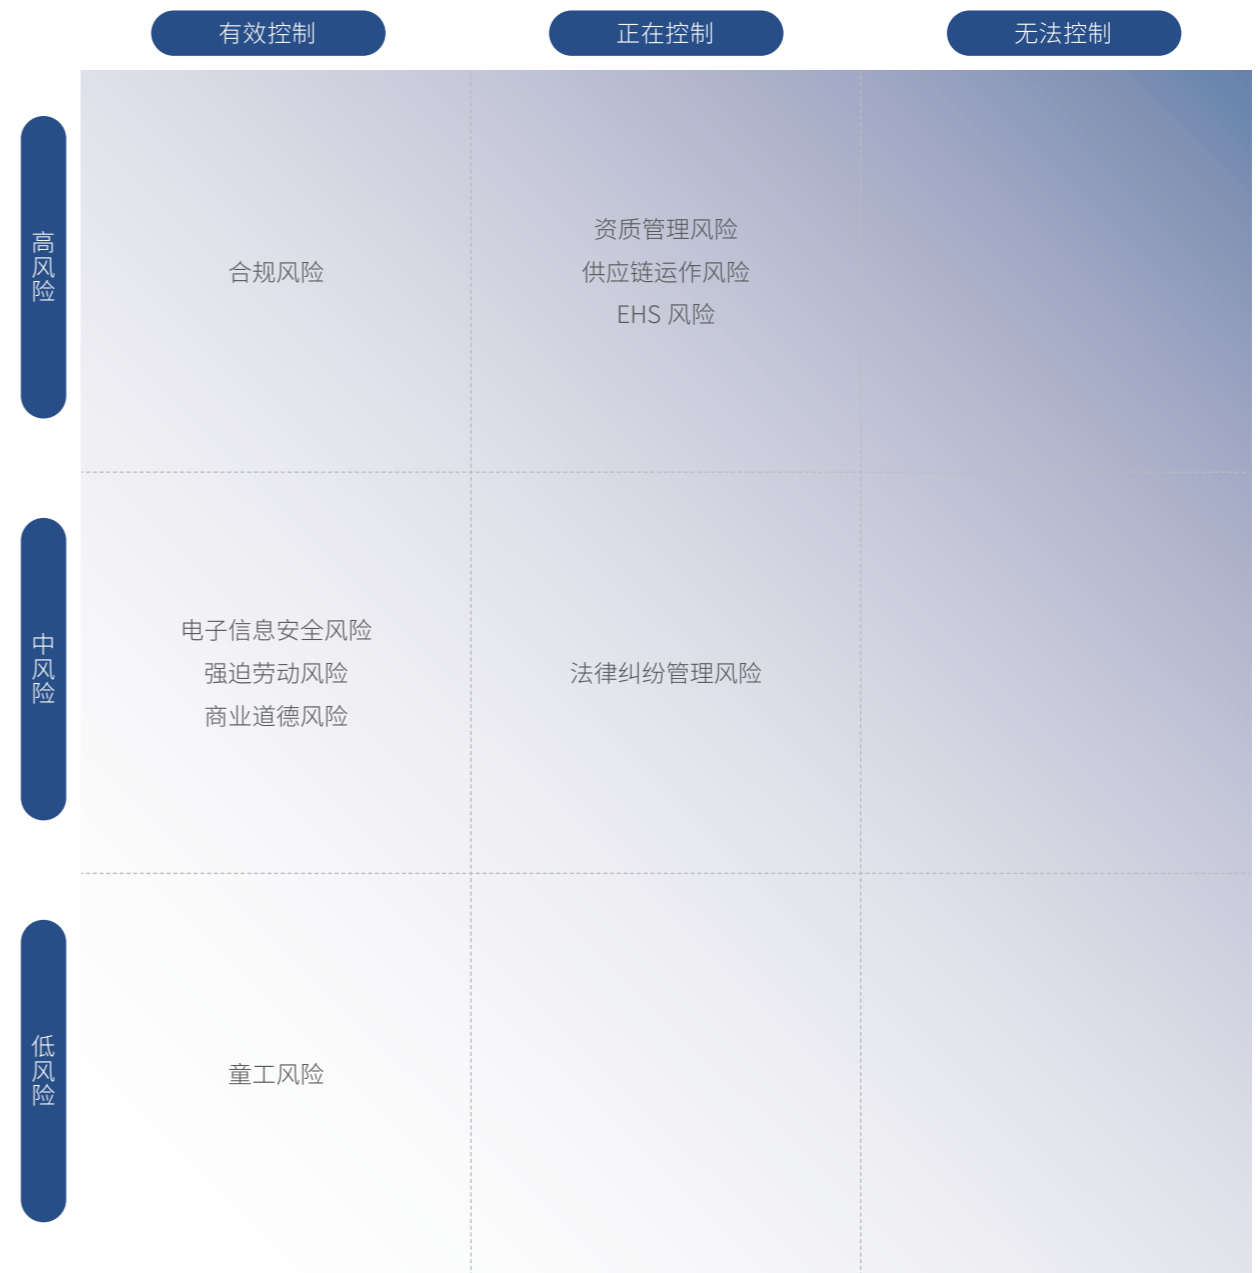 有效控制
正在控制
无法控制
高风险
合规风险
资质管理风险
供应链运作风险
EHS 风险
中风险
电子信息安全风险
强迫劳动风险
商业道德风险
法律纠纷管理风险
低风险
童工风险